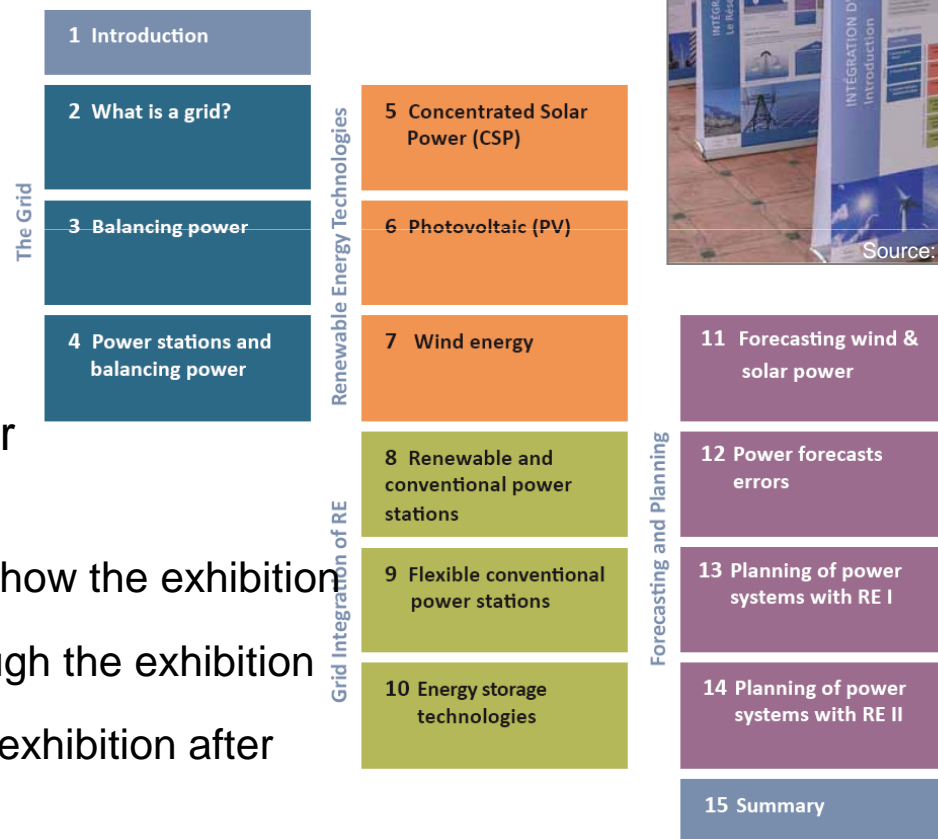 1 Introduction
The Grid
2 What is a grid?
3 Balancing power
4 Power stations and
balancing power
Renewable Energy Technologies
5 Concentrated Solar
Power (CSP)
6 Photovoltaic (PV)
7 Wind energy
Grid Integration of RE
8 Renewable and
conventional power
stations
9 Flexible conventional
power stations
10 Energy storage
technologies
Forecasting and Planning
11 Forecasting wind &
solar power
12 Power forecasts
errors
13 Planning of power
systems with RE I
14 Planning of power
systems with RE II
15 Summary
r
how the exhibition
ugh the exhibition
exhibition after
INTÉGRATION D'
Introduction
Source: